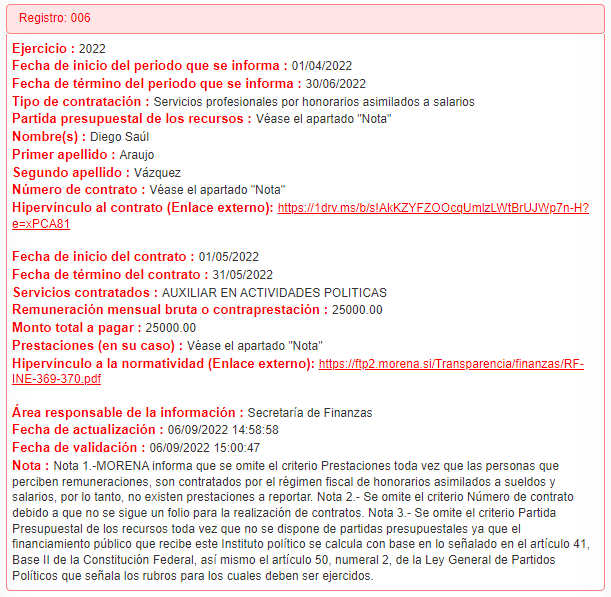 Registro: 006
Ejercicio : 2022
Fecha de inicio del periodo que se informa : 01/04/2022
Fecha de término del periodo que se informa : 30/06/2022
Tipo de contratación : Servicios profesionales por honorarios asimilados a salarios
Partida presupuestal de los recursos : Véase el apartado "Nota"
Nombre(s) : Diego Saúl
Primer apellido : Araujo
Segundo apellido : Vázquez
Número de contrato : Véase el apartado "Nota"
Hipervínculo al contrato (Enlace externo): https://1drv.ms/b/s!AkKZYFZOOcqUmlzLWtBrUJWp7n-H?
e=xPCA81
Fecha de inicio del contrato : 01/05/2022
Fecha de término del contrato : 31/05/2022
Servicios contratados : AUXILIAR EN ACTIVIDADES POLITICAS
Remuneración mensual bruta o contraprestación : 25000.00
Monto total a pagar : 25000.00
Prestaciones (en su caso) : Véase el apartado "Nota"
Hipervínculo a la normatividad (Enlace externo): https://ftp2.morena.si/Transparencia/finanzas/RF-
INE-369-370.pdf
Área responsable de la información : Secretaría de Finanzas
Fecha de actualización : 06/09/2022 14:58:58
Fecha de validación : 06/09/2022 15:00:47
Nota : Nota 1.-MORENA informa que se omite el criterio Prestaciones toda vez que las personas que
perciben remuneraciones, son contratados por el régimen fiscal de honorarios asimilados a sueldos y
salarios, por lo tanto, no existen prestaciones a reportar. Nota 2.- Se omite el criterio Número de contrato
debido a que no se sigue un folio para la realización de contratos. Nota 3.- Se omite el criterio Partida
Presupuestal de los recursos toda vez que no se dispone de partidas presupuestales ya que el
financiamiento público que recibe este Instituto político se calcula con base en lo señalado en el artículo 41,
Base II de la Constitución Federal, así mismo el artículo 50, numeral 2, de la Ley General de Partidos
Políticos que señala los rubros para los cuales deben ser ejercidos.